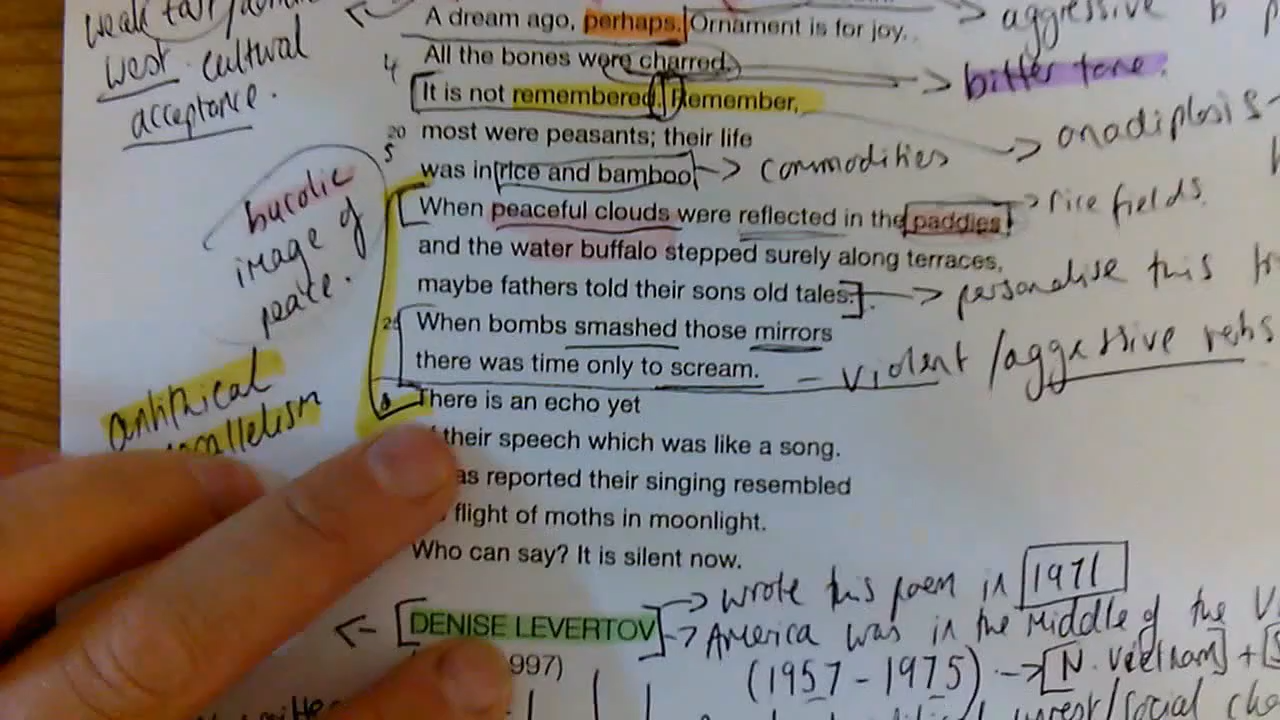 weak
west cultural
acceptance.
A dream ago, perhaps. Ornament is for joy.
aggressive
4
All the bones were charred.
bitter tone.
It is not remembered. Remember,
20
most were peasants; their life
anadiplosis
5
was in rice and bamboo
commodities
When peaceful clouds were reflected in the paddies
rice fields.
bucolic
image of
peace.
and the water buffalo stepped surely along terraces,
maybe fathers told their sons old tales.
personalise this
When bombs smashed those mirrors
there was time only to scream.
- violent/aggressive verbs
There is an echo yet
their speech which was like a song.
reported their singing resembled
flight of moths in moonlight.
Who can say? It is silent now.
wrote this poem in 1971
DENISE LEVERTOV
America was in the middle of the
997)
(1957-1975)
N. Vietnam +